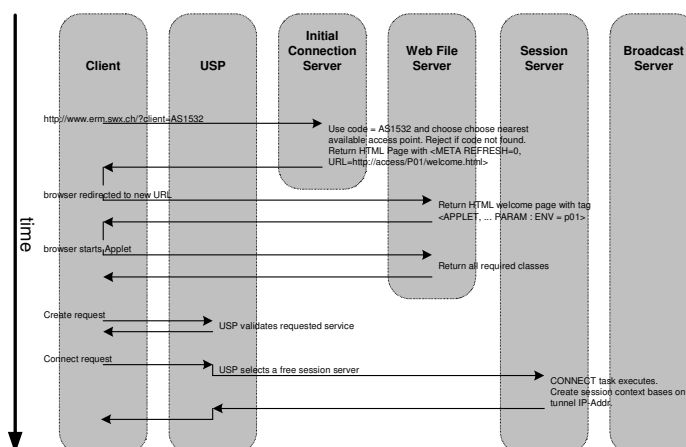 Client
USP
Initial
Connection
Server
Web File
Server
Session
Server
Broadcast
Server
time
http://www.erm.swx.ch/?client=AS1532
Use code = AS1532 and choose choose nearest
available access point. Reject if code not found.
Return HTML Page with <META REFRESH=0,
URL=http://access/P01/welcome.html>
browser redirected to new URL
Return HTML welcome page with tag
<APPLET, ... PARAM : ENV = p01>
browser starts Applet
Return all required classes
Create request
USP validates requested service
Connect request
USP selects a free session server
CONNECT task executes.
Create session context bases on
tunnel IP-Addr.